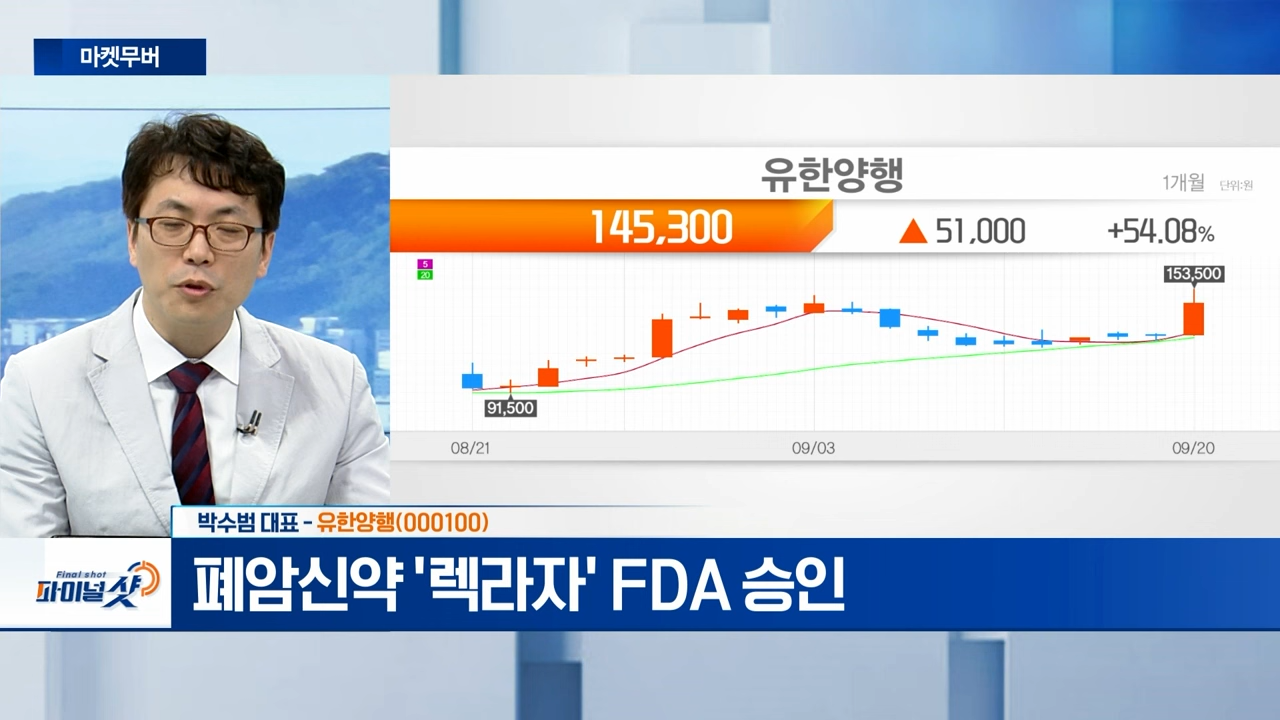 마켓무버
유한양행
1개월 단위:원
145,300 ▲ 51,000 +54.08%
5
20
153,500
91,500
08/21 09/03 09/20
박수범 대표 - 유한양행(000100)
Final shot
파이널샷
폐암신약 '렉라자' FDA 승인